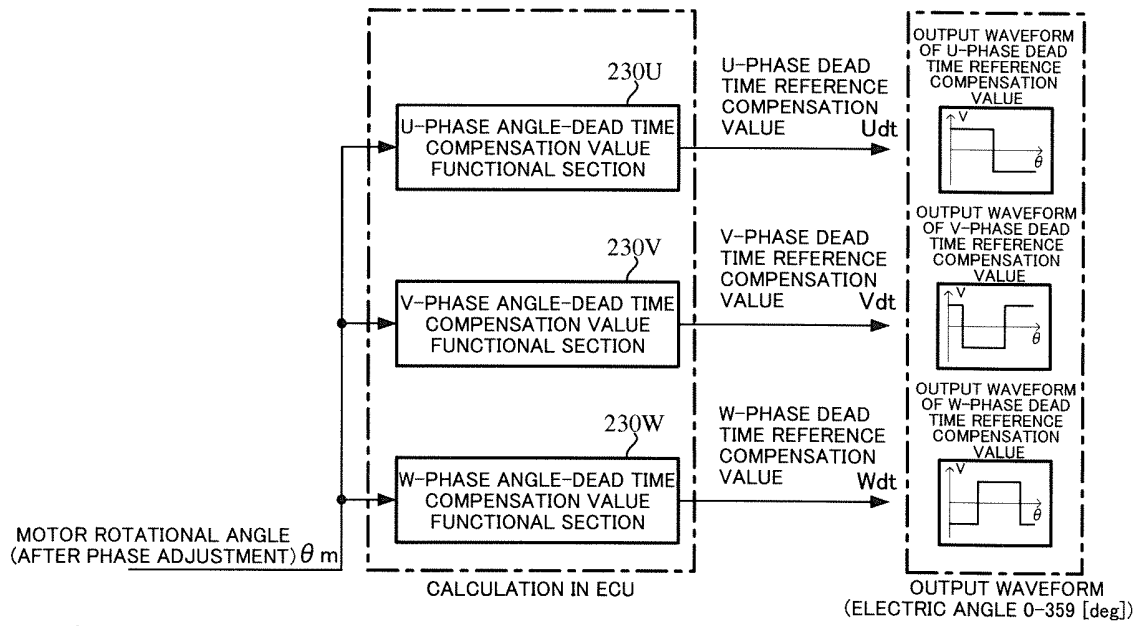 230U
U-PHASE ANGLE-DEAD TIME
COMPENSATION VALUE
FUNCTIONAL SECTION
U-PHASE DEAD
TIME REFERENCE
COMPENSATION
VALUE
Udt
OUTPUT WAVEFORM
OF U-PHASE DEAD
TIME REFERENCE
COMPENSATION
VALUE
V
θ
230V
V-PHASE ANGLE-DEAD TIME
COMPENSATION VALUE
FUNCTIONAL SECTION
V-PHASE DEAD
TIME REFERENCE
COMPENSATION
VALUE
Vdt
OUTPUT WAVEFORM
OF V-PHASE DEAD
TIME REFERENCE
COMPENSATION
VALUE
V
θ
230W
W-PHASE ANGLE-DEAD TIME
COMPENSATION VALUE
FUNCTIONAL SECTION
W-PHASE DEAD
TIME REFERENCE
COMPENSATION
VALUE
Wdt
OUTPUT WAVEFORM
OF W-PHASE DEAD
TIME REFERENCE
COMPENSATION
VALUE
V
θ
MOTOR ROTATIONAL ANGLE
(AFTER PHASE ADJUSTMENT) θ m
CALCULATION IN ECU
OUTPUT WAVEFORM
(ELECTRIC ANGLE 0-359 [deg])